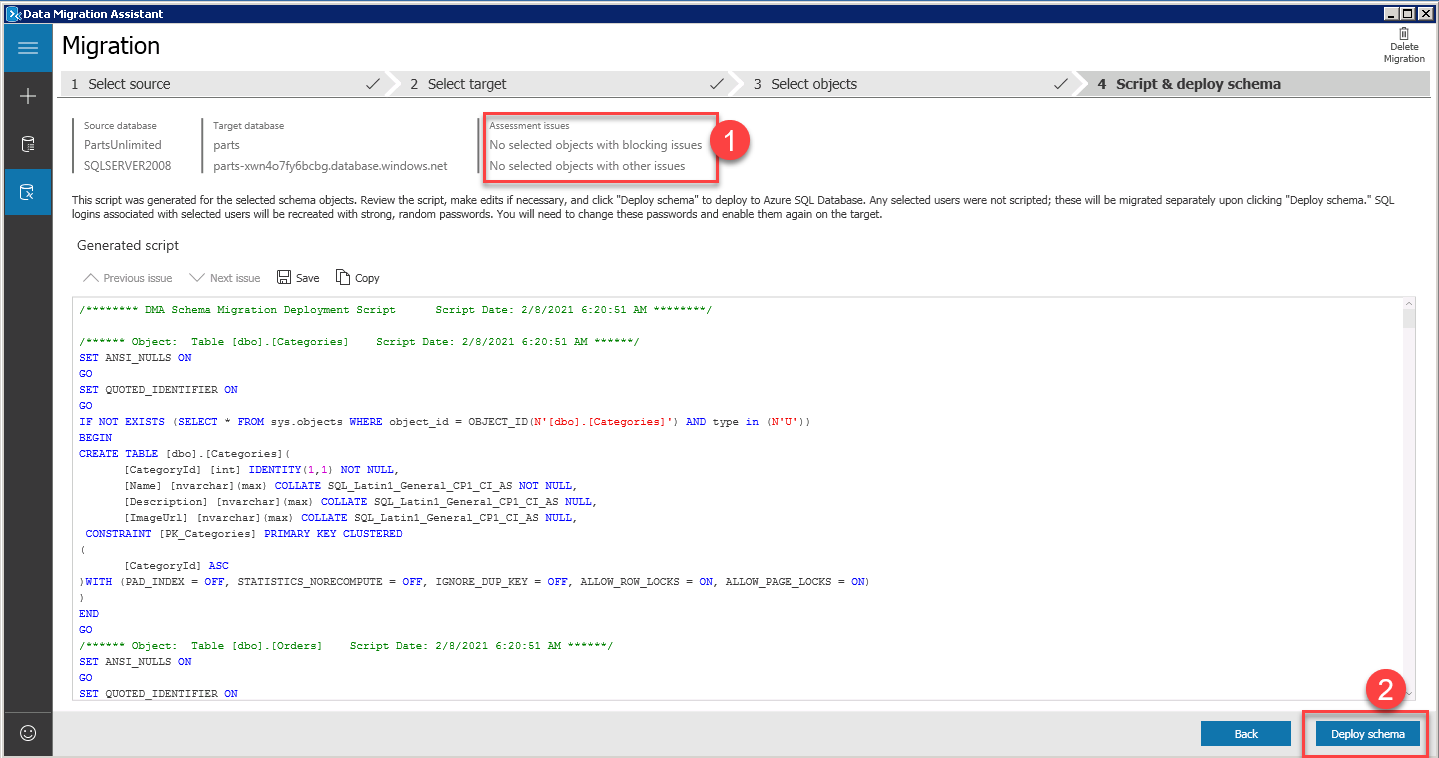 Data Migration Assistant
Migration
Delete
Migration
1 Select source
2 Select target
3 Select objects
4 Script & deploy schema
Source database
PartsUnlimited
SQLSERVER2008
Target database
parts
parts-xwn4o7fy6bcbg.database.windows.net
Assessment issues
No selected objects with blocking issues
No selected objects with other issues
1
This script was generated for the selected schema objects. Review the script, make edits if necessary, and click "Deploy schema" to deploy to Azure SQL Database. Any selected users were not scripted; these will be migrated separately upon clicking "Deploy schema." SQL
logins associated with selected users will be recreated with strong, random passwords. You will need to change these passwords and enable them again on the target.
Generated script
Previous issue Next issue Save Copy
/******** DMA Schema Migration Deployment Script      Script Date: 2/8/2021 6:20:51 AM ********/
/****** Object:  Table [dbo].[Categories]    Script Date: 2/8/2021 6:20:51 AM ******/
SET ANSI_NULLS ON
GO
SET QUOTED_IDENTIFIER ON
GO
IF NOT EXISTS (SELECT * FROM sys.objects WHERE object_id = OBJECT_ID(N'[dbo].[Categories]') AND type in (N'U'))
BEGIN
CREATE TABLE [dbo].[Categories](
[CategoryId] [int] IDENTITY(1,1) NOT NULL,
[Name] [nvarchar](max) COLLATE SQL_Latin1_General_CP1_CI_AS NOT NULL,
[Description] [nvarchar](max) COLLATE SQL_Latin1_General_CP1_CI_AS NULL,
[ImageUrl] [nvarchar](max) COLLATE SQL_Latin1_General_CP1_CI_AS NULL,
CONSTRAINT [PK_Categories] PRIMARY KEY CLUSTERED
(
[CategoryId] ASC
)WITH (PAD_INDEX = OFF, STATISTICS_NORECOMPUTE = OFF, IGNORE_DUP_KEY = OFF, ALLOW_ROW_LOCKS = ON, ALLOW_PAGE_LOCKS = ON)
)
END
GO
/****** Object:  Table [dbo].[Orders]    Script Date: 2/8/2021 6:20:51 AM ******/
SET ANSI_NULLS ON
GO
SET QUOTED_IDENTIFIER ON
2
Back
Deploy schema